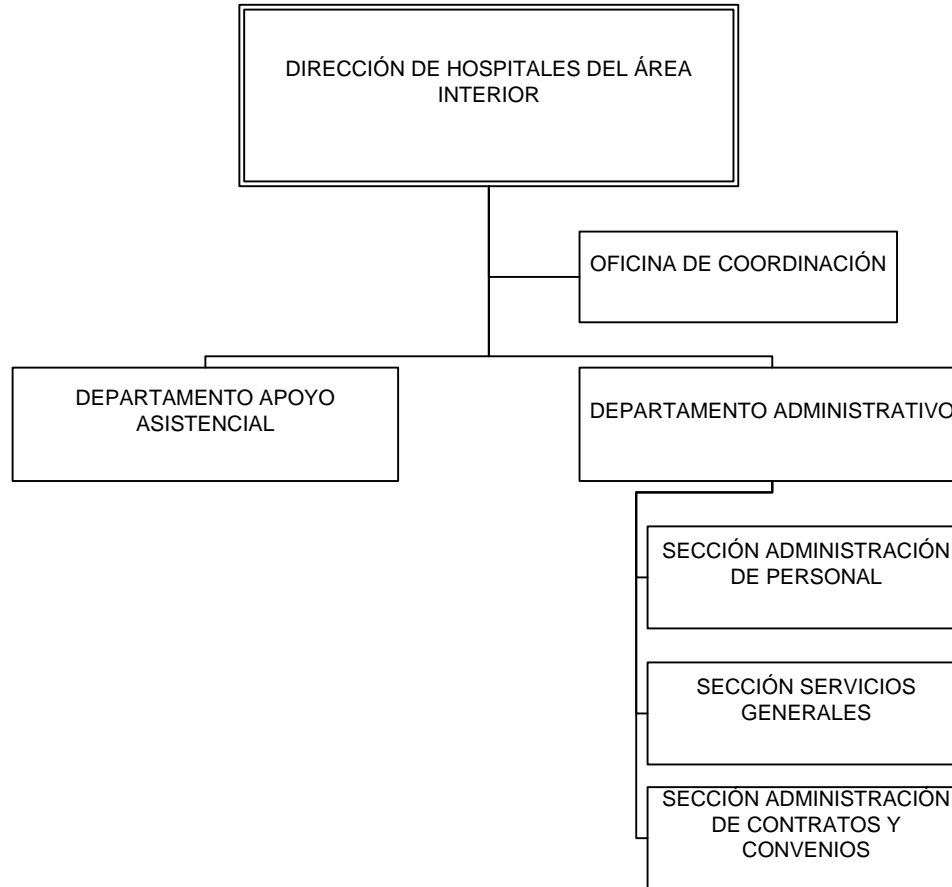 DIRECCIÓN DE HOSPITALES DEL ÁREA
INTERIOR
OFICINA DE COORDINACIÓN
DEPARTAMENTO APOYO
ASISTENCIAL
DEPARTAMENTO ADMINISTRATIVO
SECCIÓN ADMINISTRACIÓN
DE PERSONAL
SECCIÓN SERVICIOS
GENERALES
SECCIÓN ADMINISTRACIÓN
DE CONTRATOS Y
CONVENIOS